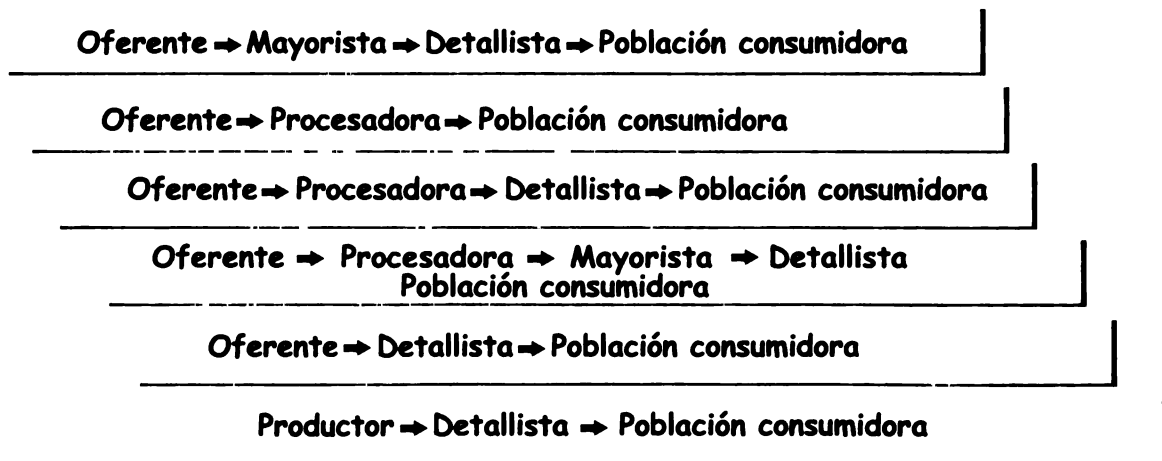 Oferente → Mayorista → Detallista → Población consumidora
Oferente → Procesadora → Población consumidora
Oferente → Procesadora → Detallista → Población consumidora
Oferente → Procesadora → Mayorista → Detallista
Población consumidora
Oferente → Detallista → Población consumidora
Productor → Detallista → Población consumidora